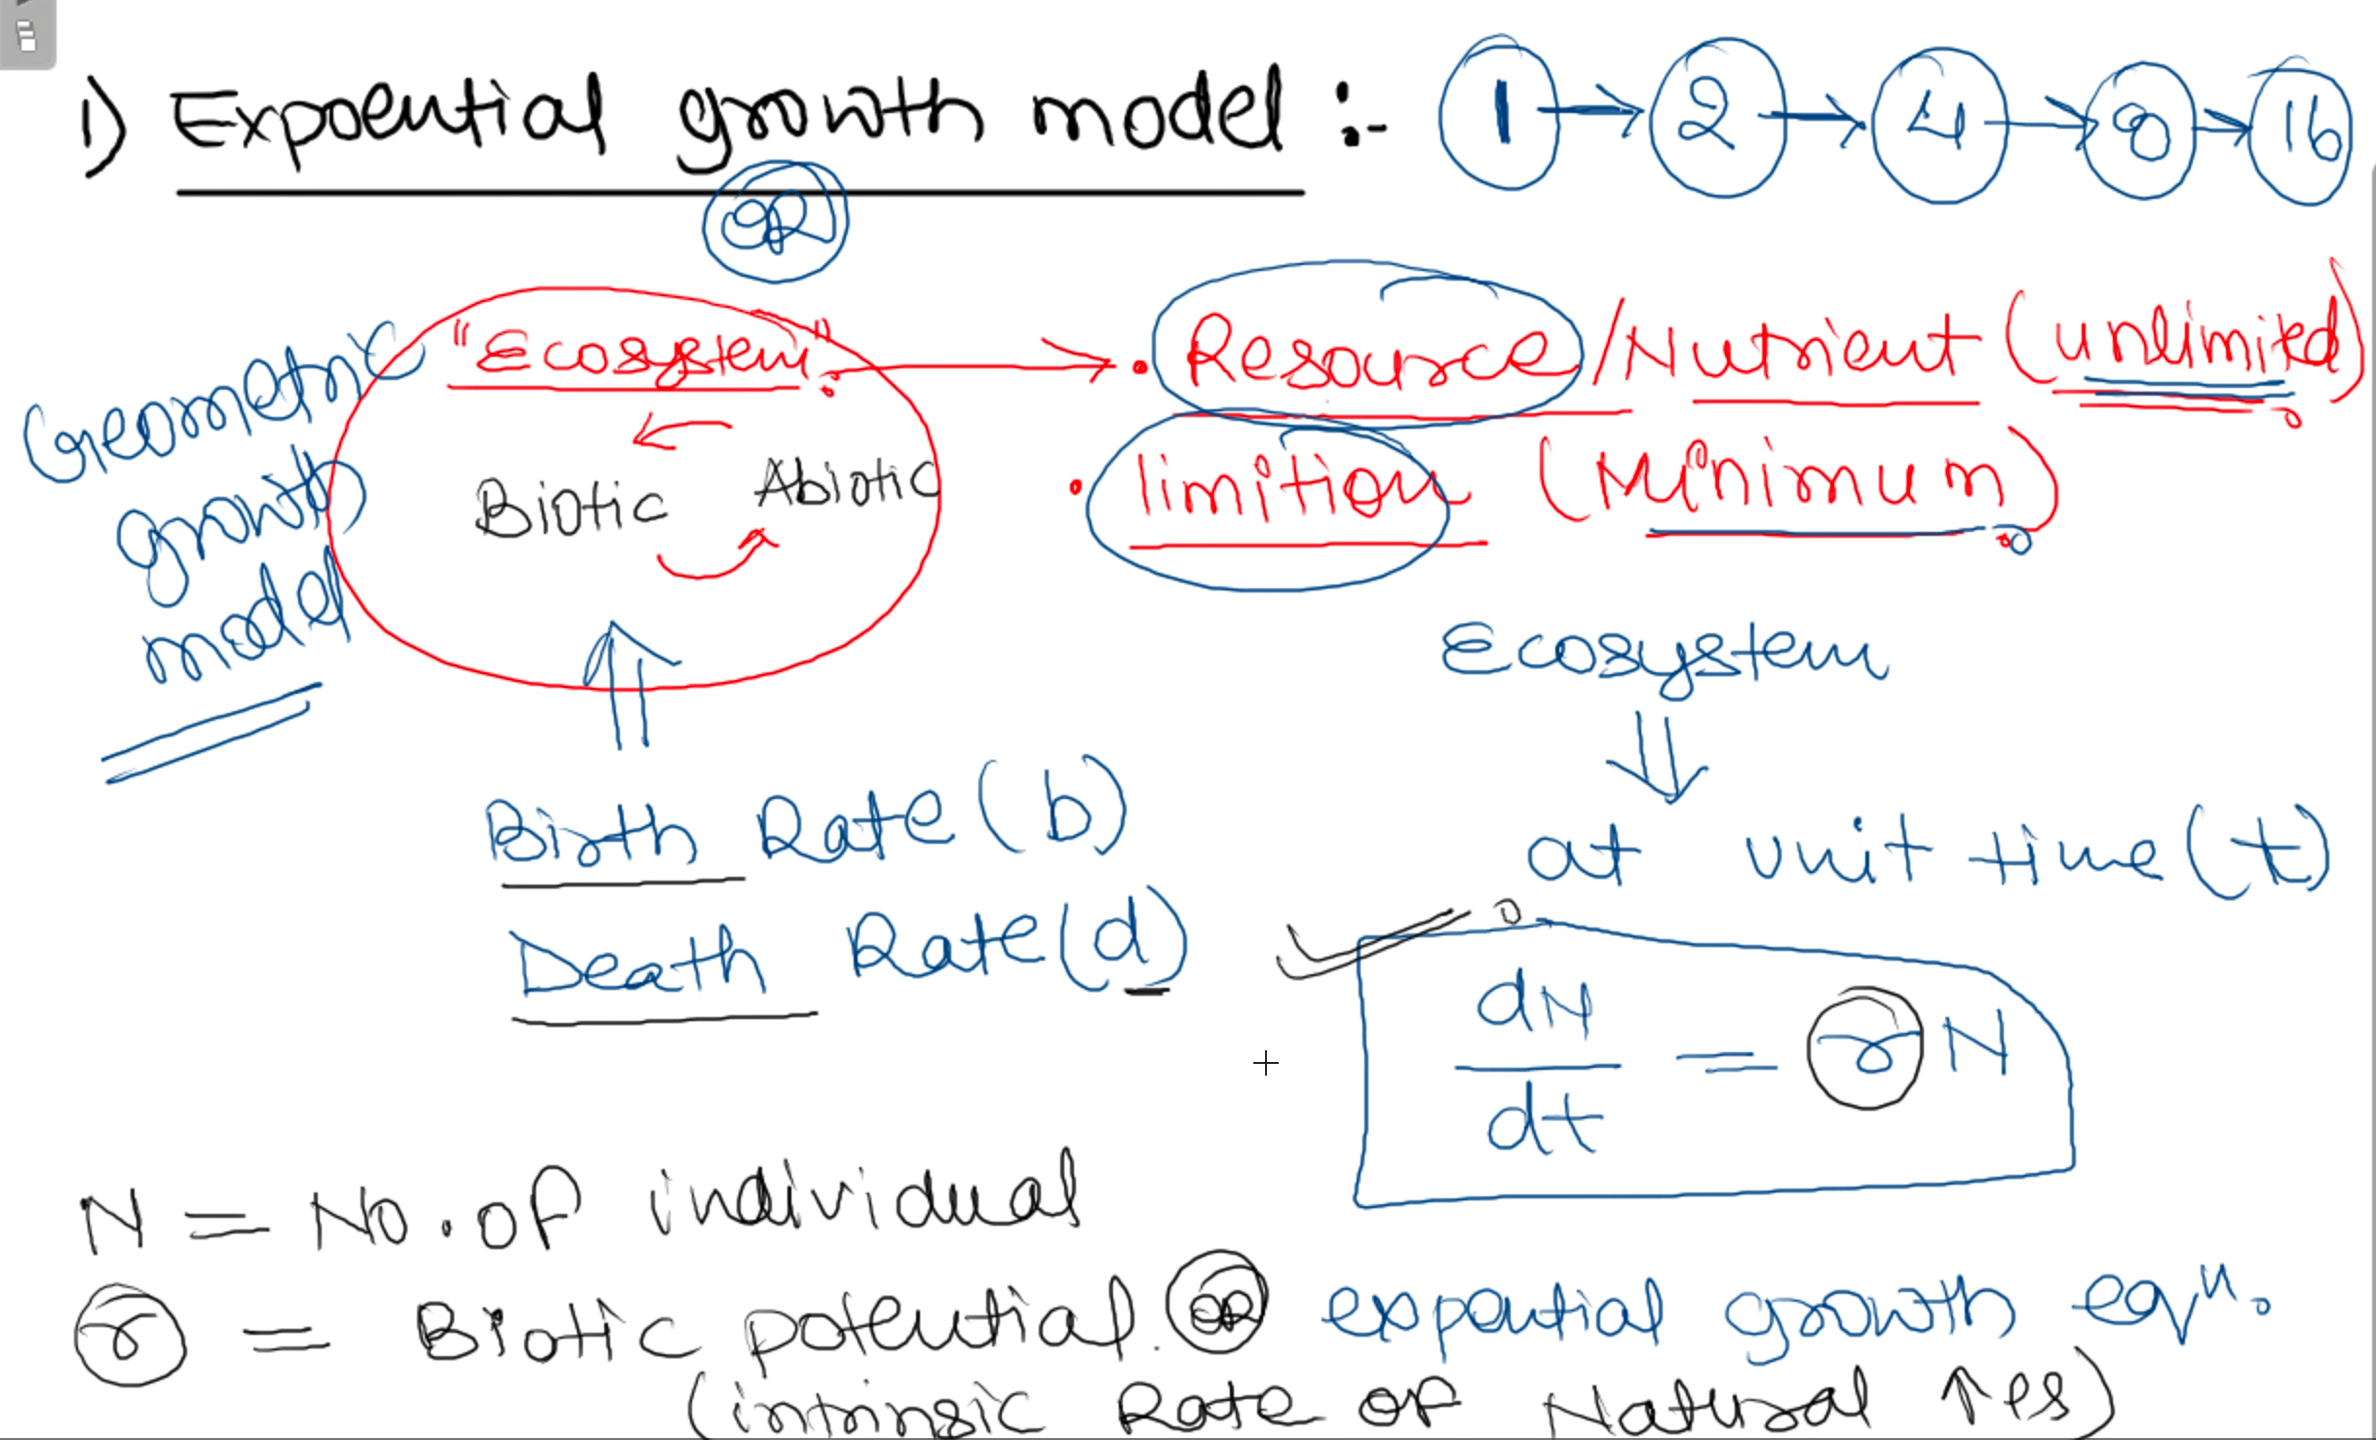 1) Expoential growth model :-
1 → 2 → 4 → 8 → 16
OR
Geometric
growth
model
"Ecosystem" → • Resource/Nutrient (unlimited)
• limition (Minimum)
Biotic Abiotic
Ecosystem
at unit time (t)
Birth Rate (b)
Death Rate (d)
dN/dt = rN
N = No. of individual
r = Biotic potential. OR expoential growth eqn.
(intrinsic Rate of Natural ↑es)